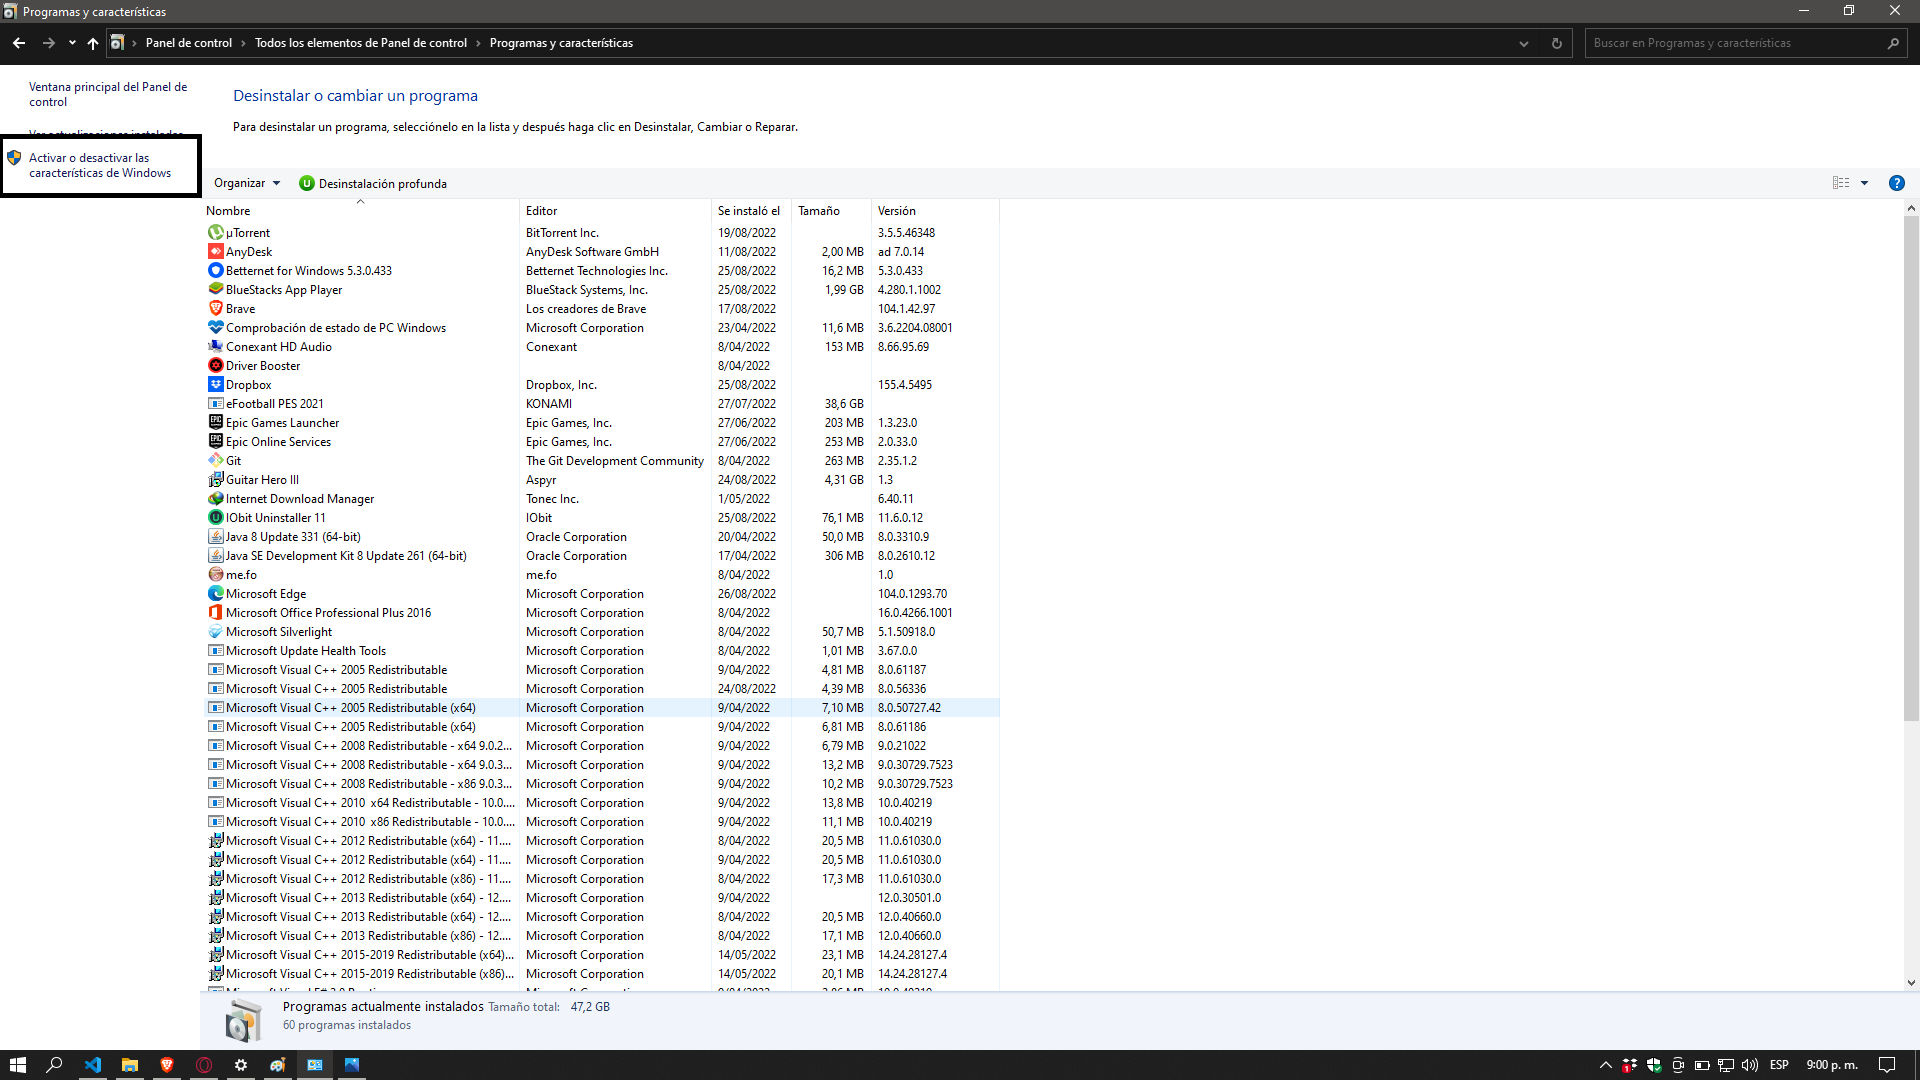 Programas y características
Panel de control > Todos los elementos de Panel de control > Programas y características
Buscar en Programas y características
Ventana principal del Panel de control
Ver actualizaciones instaladas
Activar o desactivar las características de Windows
Desinstalar o cambiar un programa
Para desinstalar un programa, selecciónelo en la lista y después haga clic en Desinstalar, Cambiar o Reparar.
Organizar Desinstalación profunda
Nombre Editor Se instaló el Tamaño Versión
µTorrent BitTorrent Inc. 19/08/2022 3.5.5.46348
AnyDesk AnyDesk Software GmbH 11/08/2022 2,00 MB ad 7.0.14
Betternet for Windows 5.3.0.433 Betternet Technologies Inc. 25/08/2022 16,2 MB 5.3.0.433
BlueStacks App Player BlueStack Systems, Inc. 25/08/2022 1,99 GB 4.280.1.1002
Brave Los creadores de Brave 17/08/2022 104.1.42.97
Comprobación de estado de PC Windows Microsoft Corporation 23/04/2022 11,6 MB 3.6.2204.08001
Conexant HD Audio Conexant 8/04/2022 153 MB 8.66.95.69
Driver Booster 8/04/2022
Dropbox Dropbox, Inc. 25/08/2022 155.4.5495
eFootball PES 2021 KONAMI 27/07/2022 38,6 GB
Epic Games Launcher Epic Games, Inc. 27/06/2022 203 MB 1.3.23.0
Epic Online Services Epic Games, Inc. 27/06/2022 253 MB 2.0.33.0
Git The Git Development Community 8/04/2022 263 MB 2.35.1.2
Guitar Hero III Aspyr 24/08/2022 4,31 GB 1.3
Internet Download Manager Tonec Inc. 1/05/2022 6.40.11
IObit Uninstaller 11 IObit 25/08/2022 76,1 MB 11.6.0.12
Java 8 Update 331 (64-bit) Oracle Corporation 20/04/2022 50,0 MB 8.0.3310.9
Java SE Development Kit 8 Update 261 (64-bit) Oracle Corporation 17/04/2022 306 MB 8.0.2610.12
me.fo me.fo 8/04/2022 1.0
Microsoft Edge Microsoft Corporation 26/08/2022 104.0.1293.70
Microsoft Office Professional Plus 2016 Microsoft Corporation 8/04/2022 16.0.4266.1001
Microsoft Silverlight Microsoft Corporation 8/04/2022 50,7 MB 5.1.50918.0
Microsoft Update Health Tools Microsoft Corporation 8/04/2022 1,01 MB 3.67.0.0
Microsoft Visual C++ 2005 Redistributable Microsoft Corporation 9/04/2022 4,81 MB 8.0.61187
Microsoft Visual C++ 2005 Redistributable Microsoft Corporation 24/08/2022 4,39 MB 8.0.56336
Microsoft Visual C++ 2005 Redistributable (x64) Microsoft Corporation 9/04/2022 7,10 MB 8.0.50727.42
Microsoft Visual C++ 2005 Redistributable (x64) Microsoft Corporation 9/04/2022 6,81 MB 8.0.61186
Microsoft Visual C++ 2008 Redistributable - x64 9.0.2... Microsoft Corporation 9/04/2022 6,79 MB 9.0.21022
Microsoft Visual C++ 2008 Redistributable - x64 9.0.3... Microsoft Corporation 9/04/2022 13,2 MB 9.0.30729.7523
Microsoft Visual C++ 2008 Redistributable - x86 9.0.3... Microsoft Corporation 9/04/2022 10,2 MB 9.0.30729.7523
Microsoft Visual C++ 2010 x64 Redistributable - 10.0.... Microsoft Corporation 9/04/2022 13,8 MB 10.0.40219
Microsoft Visual C++ 2010 x86 Redistributable - 10.0.... Microsoft Corporation 9/04/2022 11,1 MB 10.0.40219
Microsoft Visual C++ 2012 Redistributable (x64) - 11.... Microsoft Corporation 8/04/2022 20,5 MB 11.0.61030.0
Microsoft Visual C++ 2012 Redistributable (x64) - 11.... Microsoft Corporation 9/04/2022 20,5 MB 11.0.61030.0
Microsoft Visual C++ 2012 Redistributable (x86) - 11.... Microsoft Corporation 8/04/2022 17,3 MB 11.0.61030.0
Microsoft Visual C++ 2013 Redistributable (x64) - 12.... Microsoft Corporation 9/04/2022 12.0.30501.0
Microsoft Visual C++ 2013 Redistributable (x64) - 12.... Microsoft Corporation 8/04/2022 20,5 MB 12.0.40660.0
Microsoft Visual C++ 2013 Redistributable (x86) - 12.... Microsoft Corporation 8/04/2022 17,1 MB 12.0.40660.0
Microsoft Visual C++ 2015-2019 Redistributable (x64)... Microsoft Corporation 14/05/2022 23,1 MB 14.24.28127.4
Microsoft Visual C++ 2015-2019 Redistributable (x86)... Microsoft Corporation 14/05/2022 20,1 MB 14.24.28127.4
Programas actualmente instalados Tamaño total: 47,2 GB
60 programas instalados
ESP 9:00 p. m.